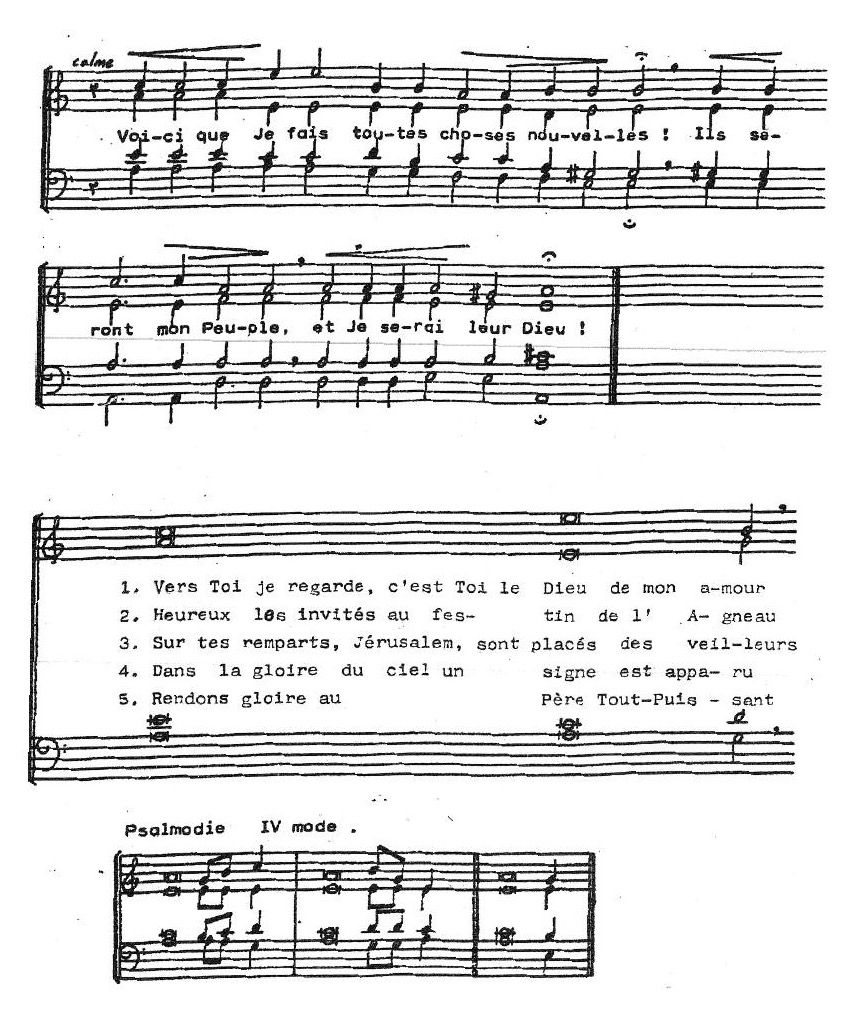 calme
Voi-ci que Je fais tou-tes cho-ses nou-vel-les ! Ils se-
ront mon Peu-ple, et Je se-rai leur Dieu !
1. Vers Toi je regarde, c'est Toi le Dieu de mon a-mour
2. Heureux les invités au fes- tin de l' A- gneau
3. Sur tes remparts, Jérusalem, sont placés des veil-leurs
4. Dans la gloire du ciel un signe est appa- ru
5. Rendons gloire au Père Tout-Puis - sant
Psalmodie IV mode .